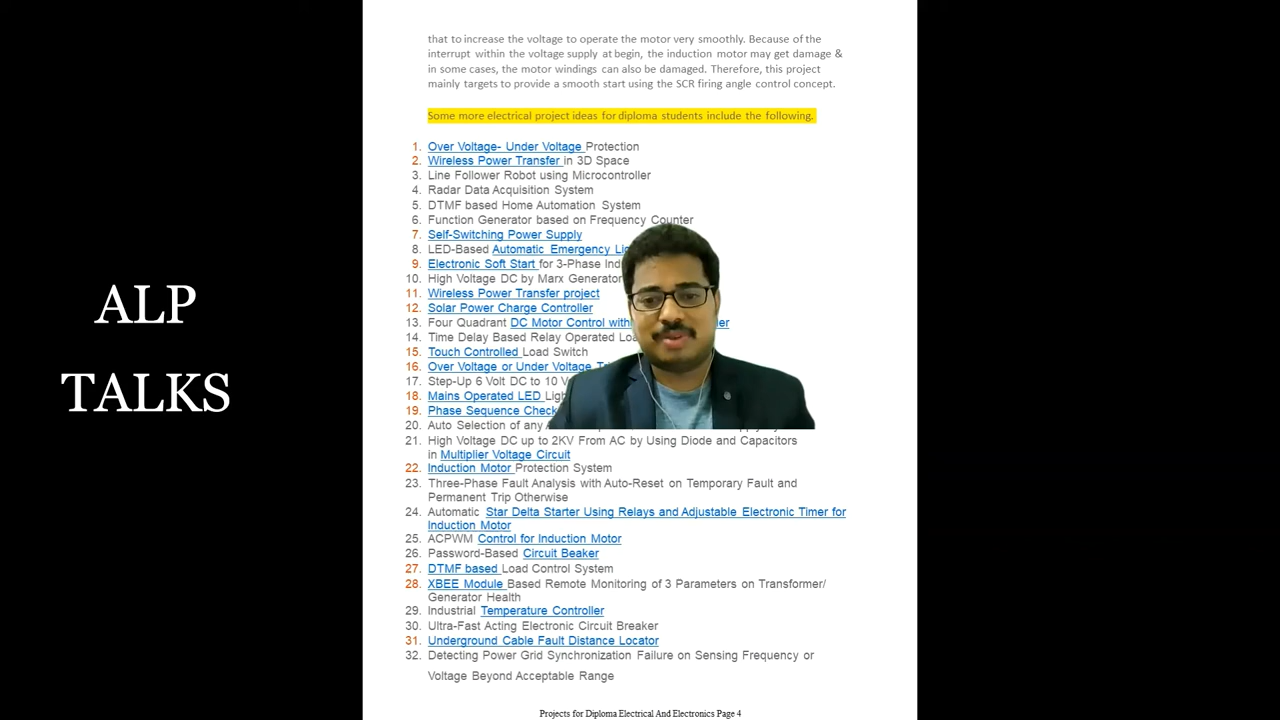 ALP
TALKS
that to increase the voltage to operate the motor very smoothly. Because of the
interrupt within the voltage supply at begin, the induction motor may get damage &
in some cases, the motor windings can also be damaged. Therefore, this project
mainly targets to provide a smooth start using the SCR firing angle control concept.
Some more electrical project ideas for diploma students include the following.
1. Over Voltage- Under Voltage Protection
2. Wireless Power Transfer in 3D Space
3. Line Follower Robot using Microcontroller
4. Radar Data Acquisition System
5. DTMF based Home Automation System
6. Function Generator based on Frequency Counter
7. Self-Switching Power Supply
8. LED-Based Automatic Emergency
9. Electronic Soft Start for 3-Phase
10. High Voltage DC by Marx Generator
11. Wireless Power Transfer project
12. Solar Power Charge Controller
13. Four Quadrant DC Motor Control
14. Time Delay Based Relay Operated
15. Touch Controlled Load Switch
16. Over Voltage or Under Voltage
17. Step-Up 6 Volt DC to 10
18. Mains Operated LED
19. Phase Sequence
20. Auto Selection of any
21. High Voltage DC up to 2KV From AC by Using Diode and Capacitors
in Multiplier Voltage Circuit
22. Induction Motor Protection System
23. Three-Phase Fault Analysis with Auto-Reset on Temporary Fault and
Permanent Trip Otherwise
24. Automatic Star Delta Starter Using Relays and Adjustable Electronic Timer for
Induction Motor
25. ACPWM Control for Induction Motor
26. Password-Based Circuit Beaker
27. DTMF based Load Control System
28. XBEE Module Based Remote Monitoring of 3 Parameters on Transformer/
Generator Health
29. Industrial Temperature Controller
30. Ultra-Fast Acting Electronic Circuit Breaker
31. Underground Cable Fault Distance Locator
32. Detecting Power Grid Synchronization Failure on Sensing Frequency or
Voltage Beyond Acceptable Range
Projects for Diploma Electrical And Electronics Page 4